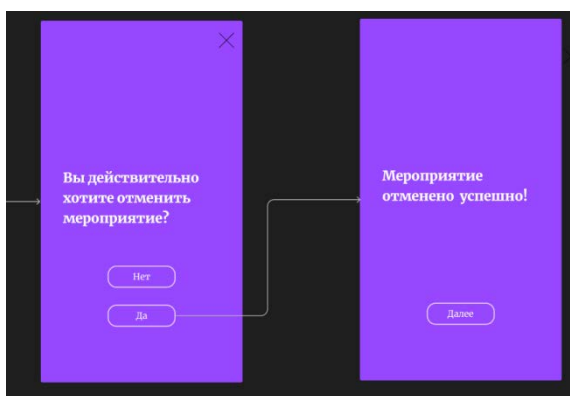 Вы действительно
хотите отменить
мероприятие?
Нет
Да
Мероприятие
отменено успешно!
Далее